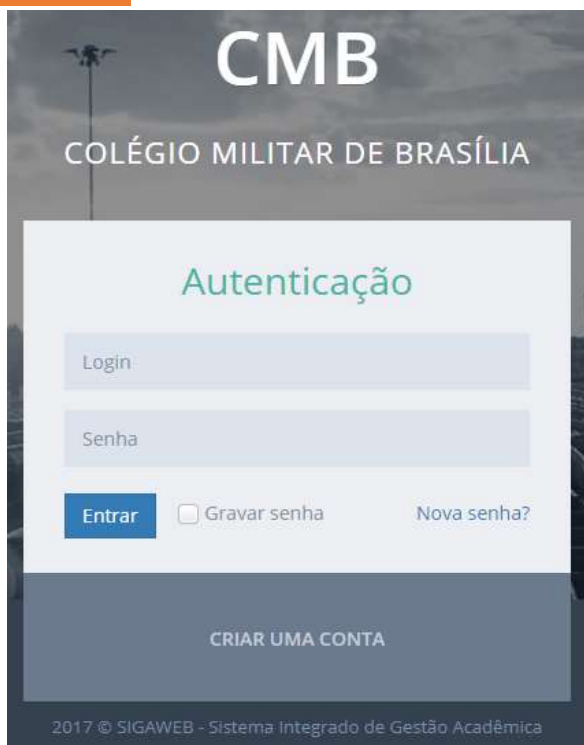 CMB
COLÉGIO MILITAR DE BRASÍLIA
Autenticação
Login
Senha
Entrar Gravar senha Nova senha?
CRIAR UMA CONTA
2017 © SIGAWEB - Sistema Integrado de Gestão Acadêmica